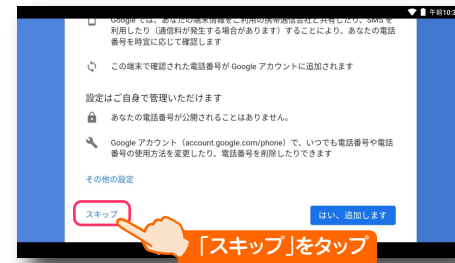 午前10:3
Google では、あなたの端末情報をご利用の携帯通信会社と共有したり、SMS を
利用したり（通信料が発生する場合があります）することにより、あなたの電話
番号を時宜に応じて確認します
この端末で確認された電話番号が Google アカウントに追加されます
設定はご自身で管理いただけます
あなたの電話番号が公開されることはありません。
Google アカウント（account.google.com/phone）で、いつでも電話番号や電話
番号の使用方法を変更したり、電話番号を削除したりできます
その他の設定
スキップ
はい、追加します
「スキップ」をタップ